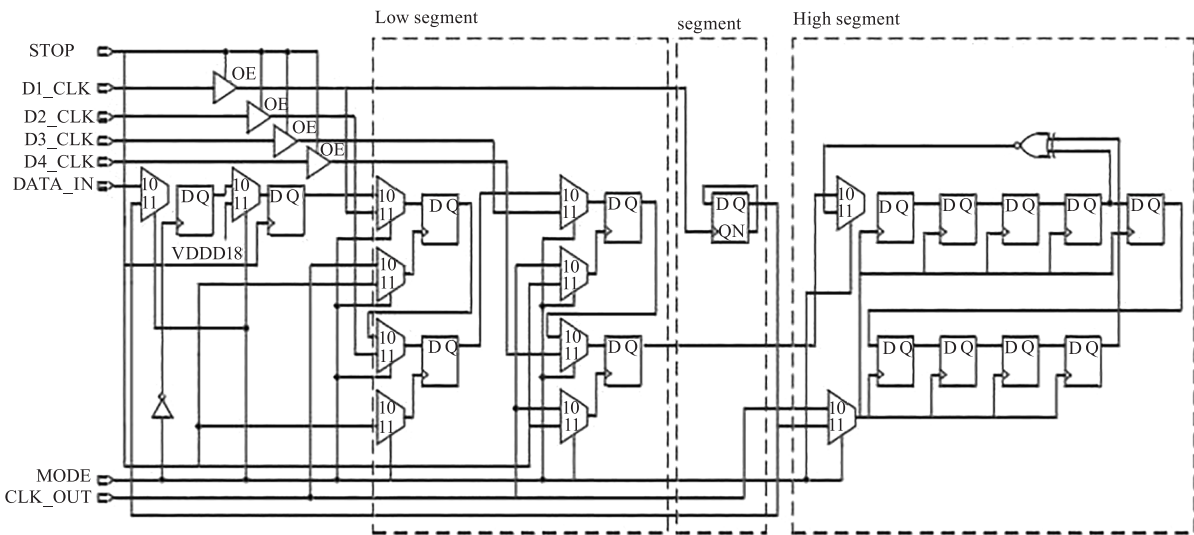 Low segment
segment
High segment
STOP
D1_CLK
OE
D2_CLK
OE
D3_CLK
OE
D4_CLK
OE
DATA_IN
10
11
D Q
10
11
D Q
VDDD18
10
11
D Q
10
11
10
11
D Q
10
11
10
11
D Q
10
11
10
11
D Q
10
11
D Q
QN
10
11
D Q
D Q
D Q
D Q
D Q
D Q
D Q
D Q
D Q
10
11
MODE
CLK_OUT